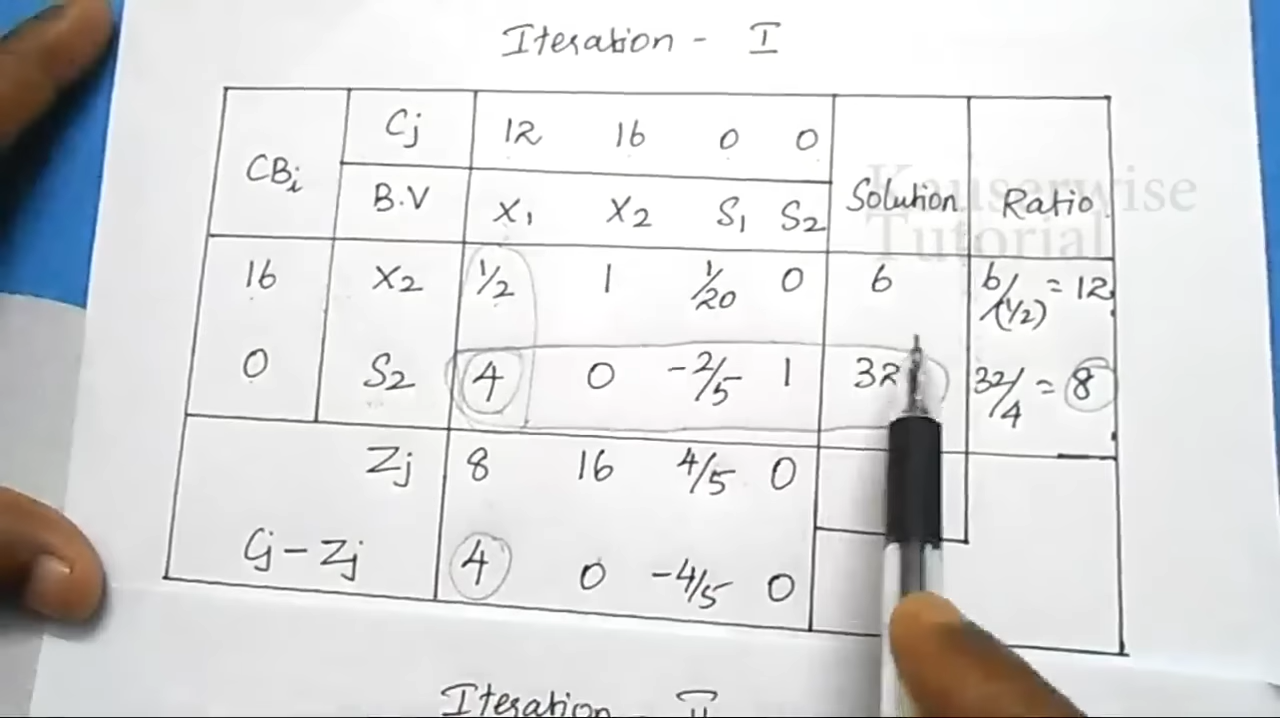 Iteration - I
CBi Cj 12 16 0 0 Solution Ratio
B.V X1 X2 S1 S2
16 X2 1/2 1 1/20 0 6 6/(1/2) = 12
0 S2 4 0 -2/5 1 32 32/4 = 8
Zj 8 16 4/5 0
Cj - Zj 4 0 -4/5 0
Iteration - II
Kauserwise
Tutorial